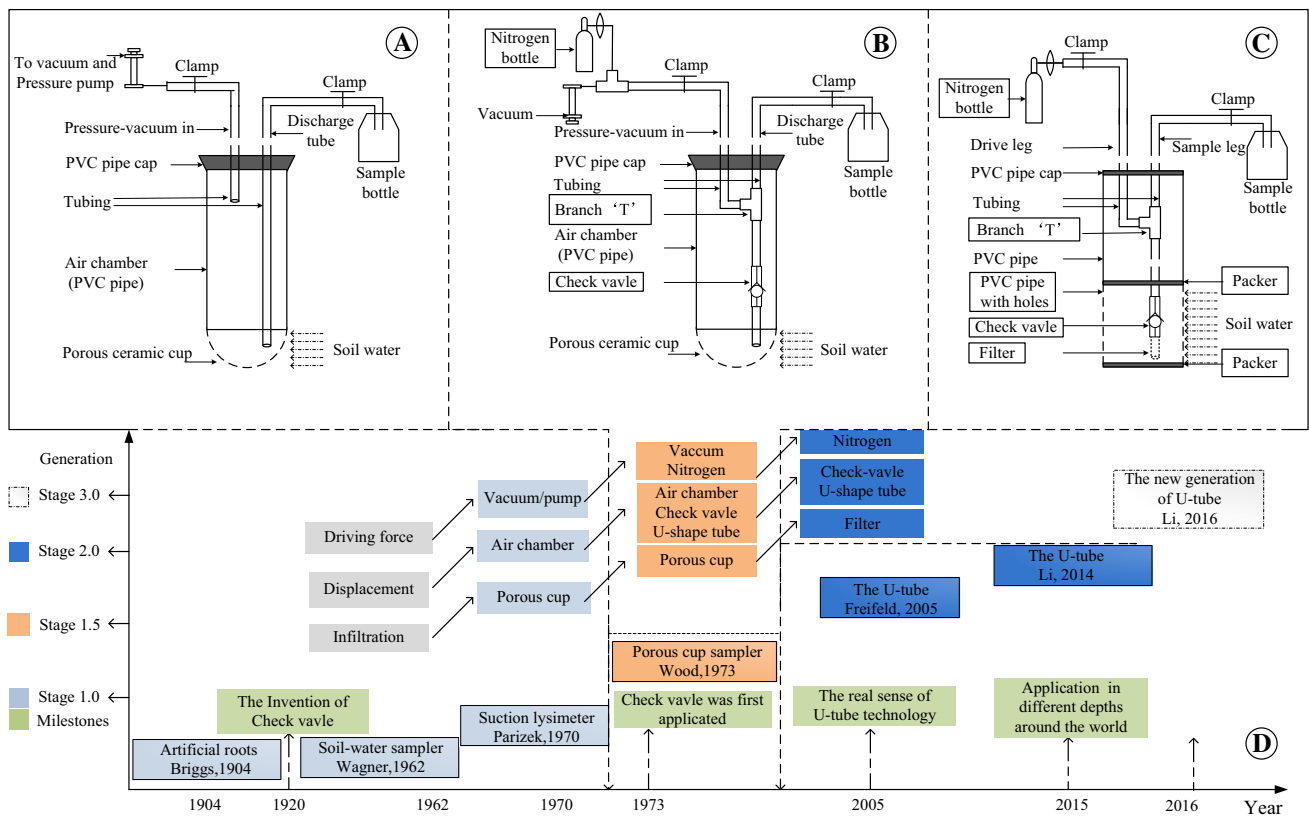 A
To vacuum and
Pressure pump
Clamp
Clamp
Pressure-vacuum in
Discharge
tube
PVC pipe cap
Sample
bottle
Tubing
Air chamber
(PVC pipe)
Porous ceramic cup
Soil water
B
Nitrogen
bottle
Clamp
Clamp
Vacuum
Pressure-vacuum in
Discharge
tube
PVC pipe cap
Sample
bottle
Tubing
Branch ‘T’
Air chamber
(PVC pipe)
Check vavle
Porous ceramic cup
Soil water
C
Clamp
Nitrogen
bottle
Clamp
Drive leg
Sample leg
PVC pipe cap
Sample
bottle
Tubing
Branch ‘T’
PVC pipe
PVC pipe
with holes
Packer
Check vavle
Soil water
Filter
Packer
Generation
Stage 3.0
Stage 2.0
Stage 1.5
Stage 1.0
Milestones
Driving force
Displacement
Infiltration
Vacuum/pump
Air chamber
Porous cup
Vaccum
Nitrogen
Air chamber
Check vavle
U-shape tube
Porous cup
Nitrogen
Check-vavle
U-shape tube
Filter
The new generation
of U-tube
Li, 2016
The U-tube
Li, 2014
The U-tube
Freifeld, 2005
Porous cup sampler
Wood,1973
The Invention of
Check vavle
Suction lysimeter
Parizek,1970
Check vavle was first
applicated
The real sense of
U-tube technology
Application in
different depths
around the world
Artificial roots
Briggs,1904
Soil-water sampler
Wagner,1962
D
1904
1920
1962
1970
1973
2005
2015
2016
Year